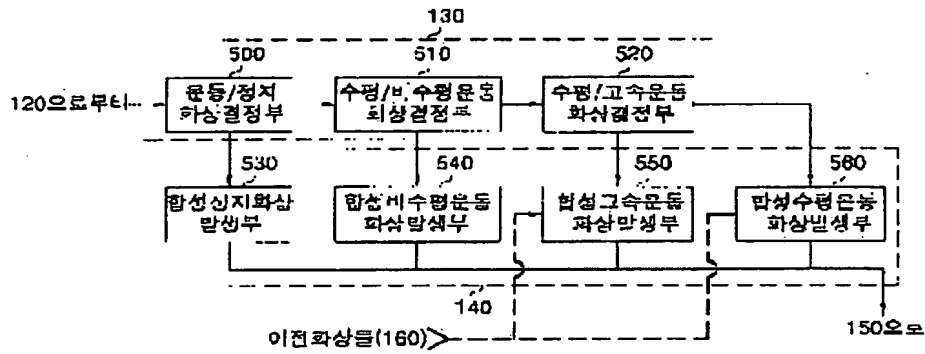 130
500
510
520
120으로부터
운동/정지
화상결정부
수평/비수평운동
화상결정부
수평/고속운동
화상결정부
530
540
550
560
합성정지화상
발생부
합성비수평운동
화상발생부
합성고속운동
화상발생부
합성수평운동
화상발생부
140
150으로
이전화상들(160)